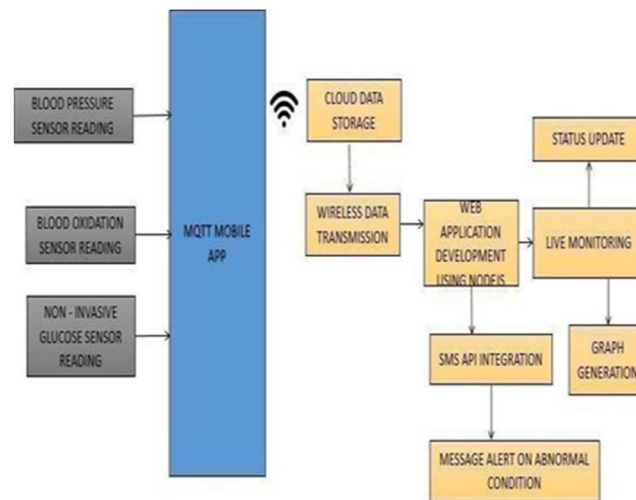 BLOOD PRESSURE
SENSOR READING
BLOOD OXIDATION
SENSOR READING
NON - INVASIVE
GLUCOSE SENSOR
READING
MQTT MOBILE
APP
CLOUD DATA
STORAGE
WIRELESS DATA
TRANSMISSION
WEB
APPLICATION
DEVELOPMENT
USING NODEJS
STATUS UPDATE
LIVE MONITORING
GRAPH
GENERATION
SMS API INTEGRATION
MESSAGE ALERT ON ABNORMAL
CONDITION